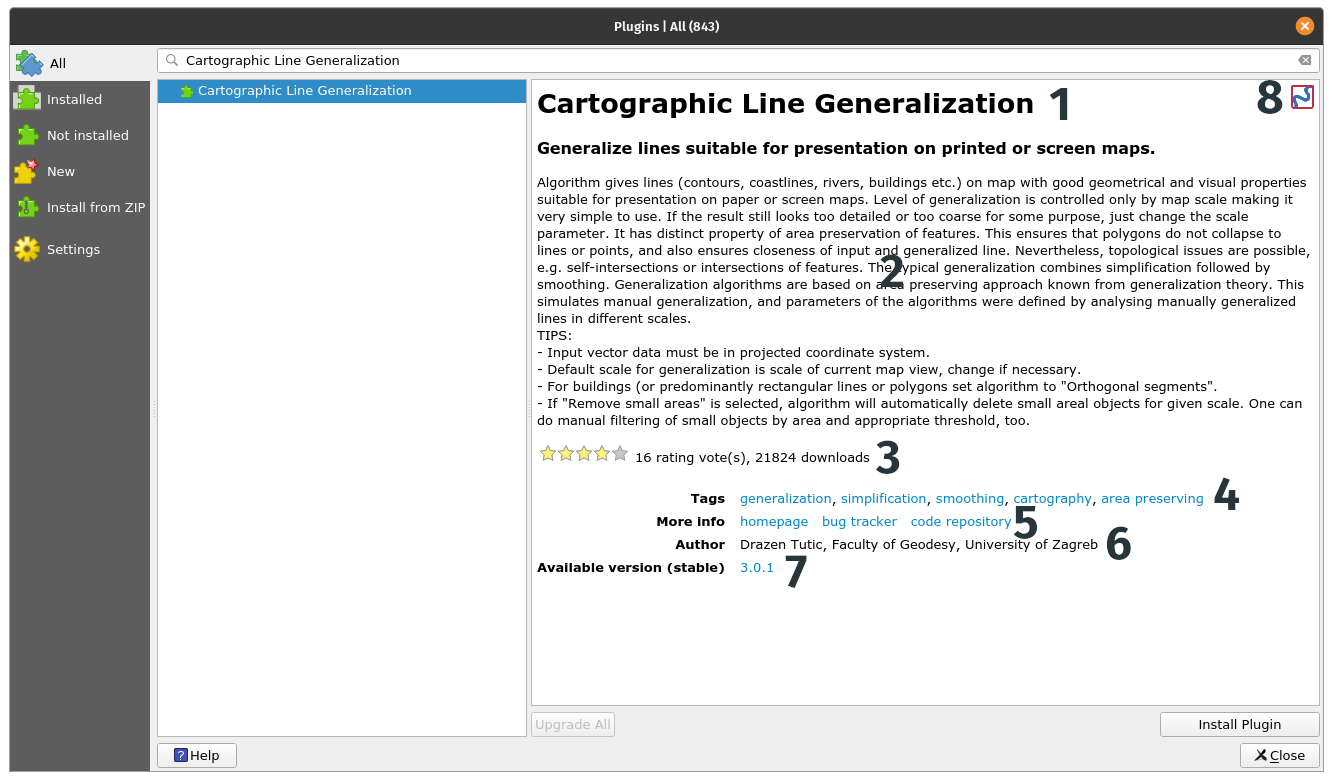 Plugins | All (843)
All
Installed
Not installed
New
Install from ZIP
Settings
Cartographic Line Generalization
Cartographic Line Generalization
Cartographic Line Generalization 1
8
Generalize lines suitable for presentation on printed or screen maps.
Algorithm gives lines (contours, coastlines, rivers, buildings etc.) on map with good geometrical and visual properties
suitable for presentation on paper or screen maps. Level of generalization is controlled only by map scale making it
very simple to use. If the result still looks too detailed or too coarse for some purpose, just change the scale
parameter. It has distinct property of area preservation of features. This ensures that polygons do not collapse to
lines or points, and also ensures closeness of input and generalized line. Nevertheless, topological issues are possible,
e.g. self-intersections or intersections of features. The typical generalization combines simplification followed by
2
smoothing. Generalization algorithms are based on area preserving approach known from generalization theory. This
simulates manual generalization, and parameters of the algorithms were defined by analysing manually generalized
lines in different scales.
TIPS:
- Input vector data must be in projected coordinate system.
- Default scale for generalization is scale of current map view, change if necessary.
- For buildings (or predominantly rectangular lines or polygons set algorithm to "Orthogonal segments".
- If "Remove small areas" is selected, algorithm will automatically delete small areal objects for given scale. One can
do manual filtering of small objects by area and appropriate threshold, too.
16 rating vote(s), 21824 downloads 3
Tags generalization, simplification, smoothing, cartography, area preserving 4
More info homepage bug tracker code repository 5
Author Drazen Tutic, Faculty of Geodesy, University of Zagreb 6
Available version (stable) 3.0.1 7
Upgrade All
Install Plugin
? Help
Close